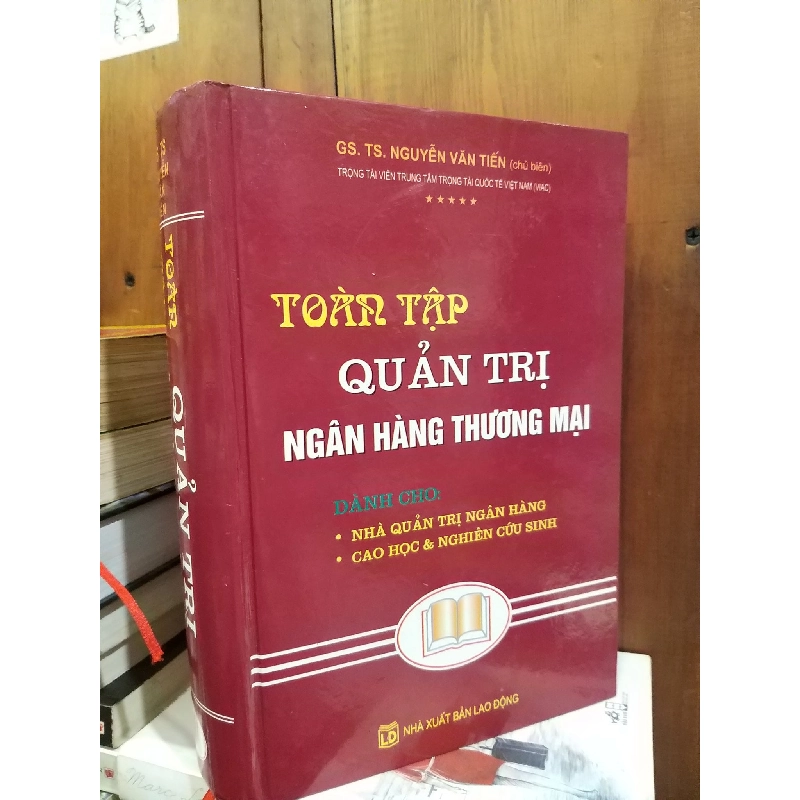 GS. TS. NGUYỄN VĂN TIẾN (chủ biên)
TRỌNG TÀI VIÊN TRUNG TÂM TRỌNG TÀI QUỐC TẾ VIỆT NAM (VIAC)
★★★★★
TOÀN TẬP
QUẢN TRỊ
NGÂN HÀNG THƯƠNG MẠI
DÀNH CHO:
• NHÀ QUẢN TRỊ NGÂN HÀNG
• CAO HỌC & NGHIÊN CỨU SINH
LD NHÀ XUẤT BẢN LAO ĐỘNG
TOÀN
QUẢN TRỊ
Marc